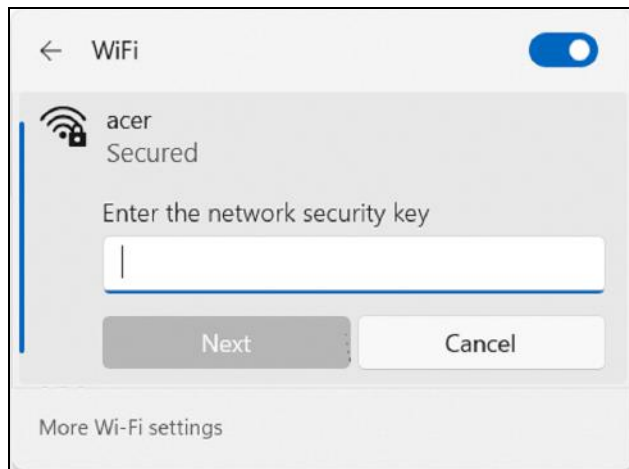 WiFi
acer
Secured
Enter the network security key
Next
Cancel
More Wi-Fi settings